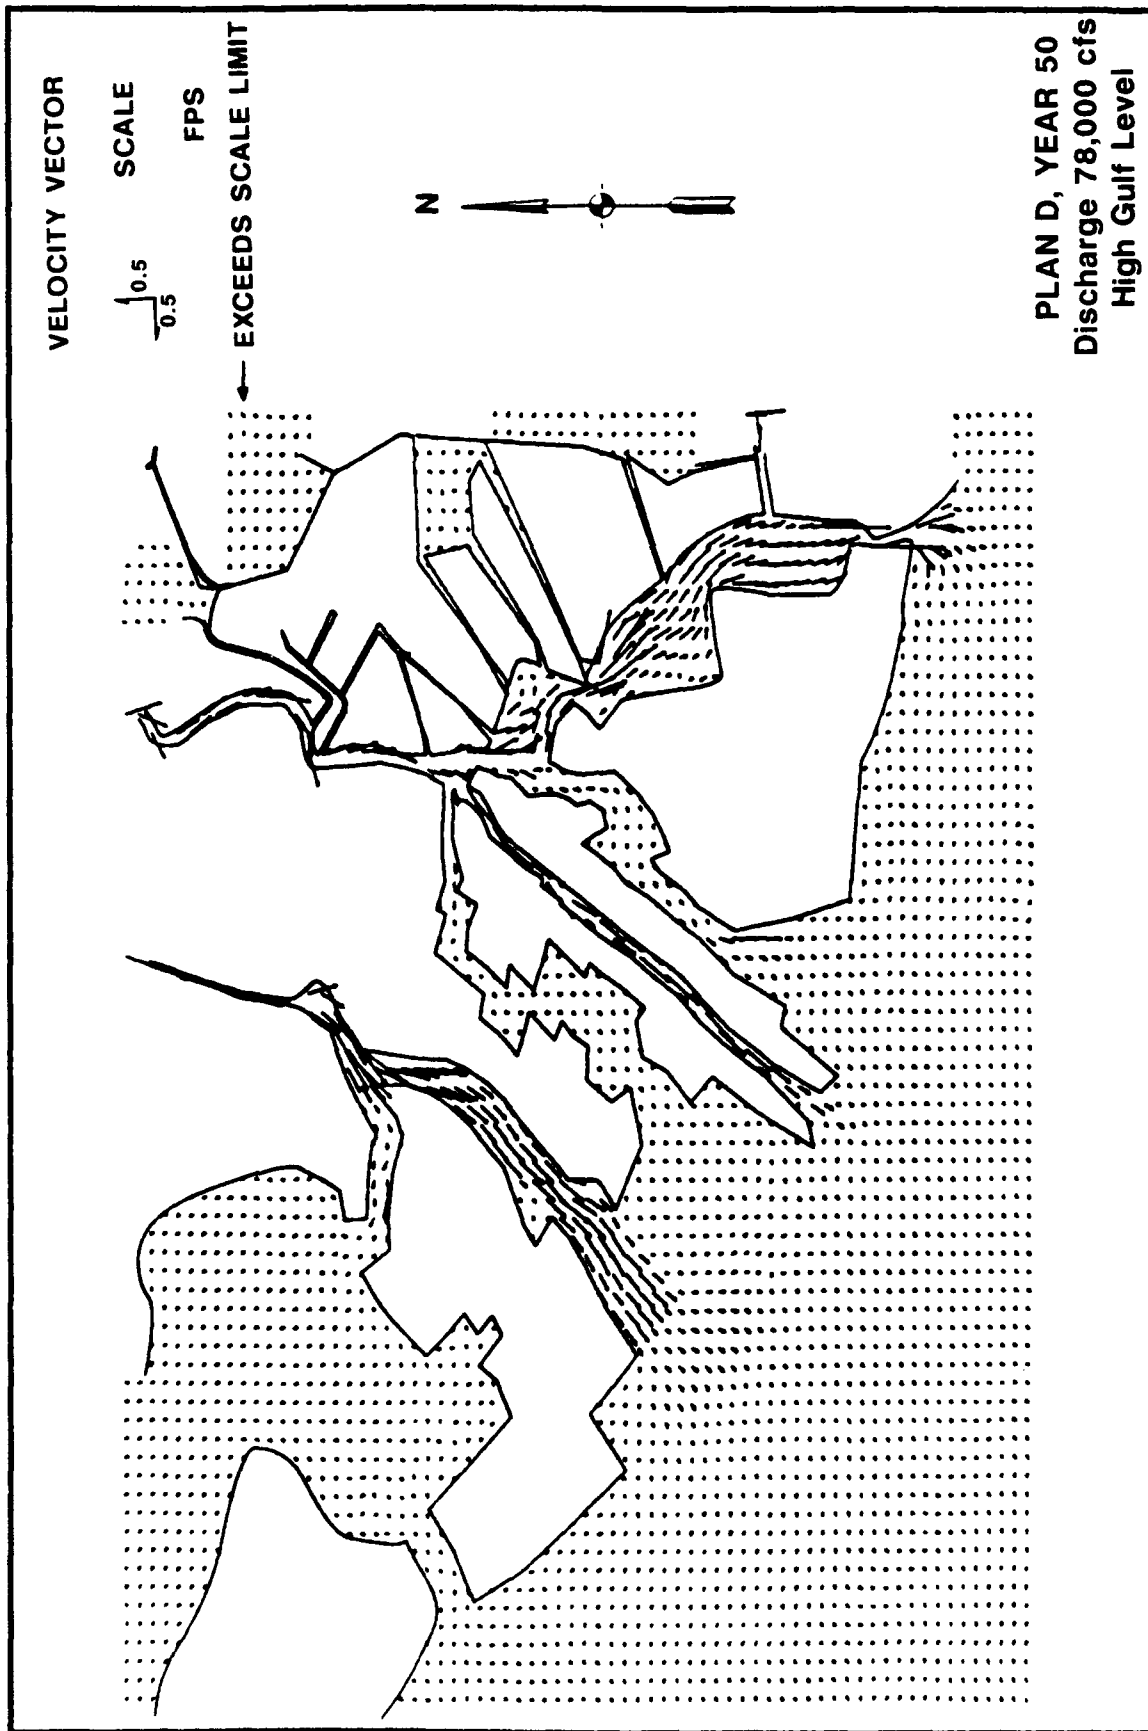 VELOCITY VECTOR
SCALE
0.5
0.5
FPS
← EXCEEDS SCALE LIMIT
N
PLAN D, YEAR 50
Discharge 78,000 cfs
High Gulf Level